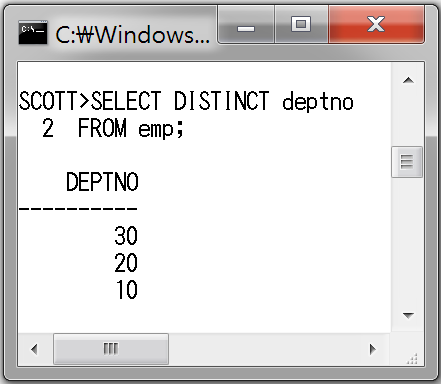 C:\Windows...
SCOTT>SELECT DISTINCT deptno
  2  FROM emp;
    DEPTNO
----------
        30
        20
        10